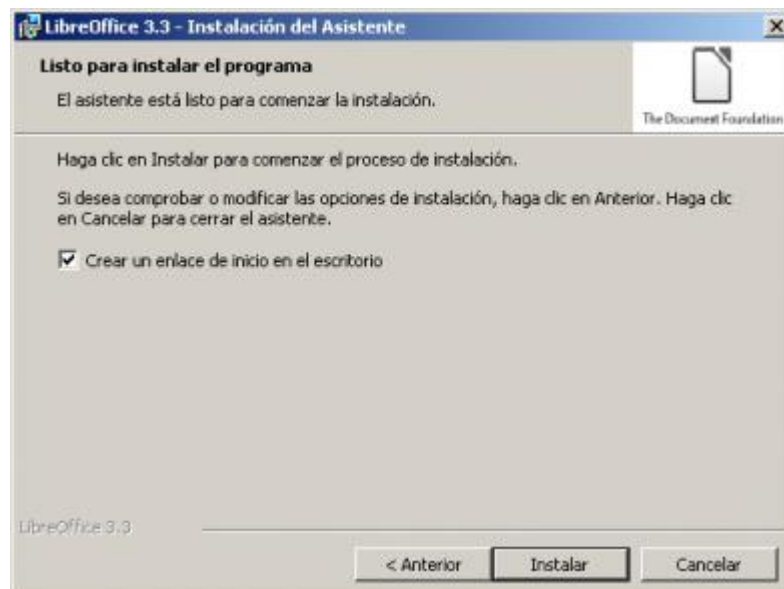 LibreOffice 3.3 - Instalación del Asistente
Listo para instalar el programa
El asistente está listo para comenzar la instalación.
The Document Foundation
Haga clic en Instalar para comenzar el proceso de instalación.
Si desea comprobar o modificar las opciones de instalación, haga clic en Anterior. Haga clic
en Cancelar para cerrar el asistente.
Crear un enlace de inicio en el escritorio
LibreOffice 3.3
< Anterior
Instalar
Cancelar